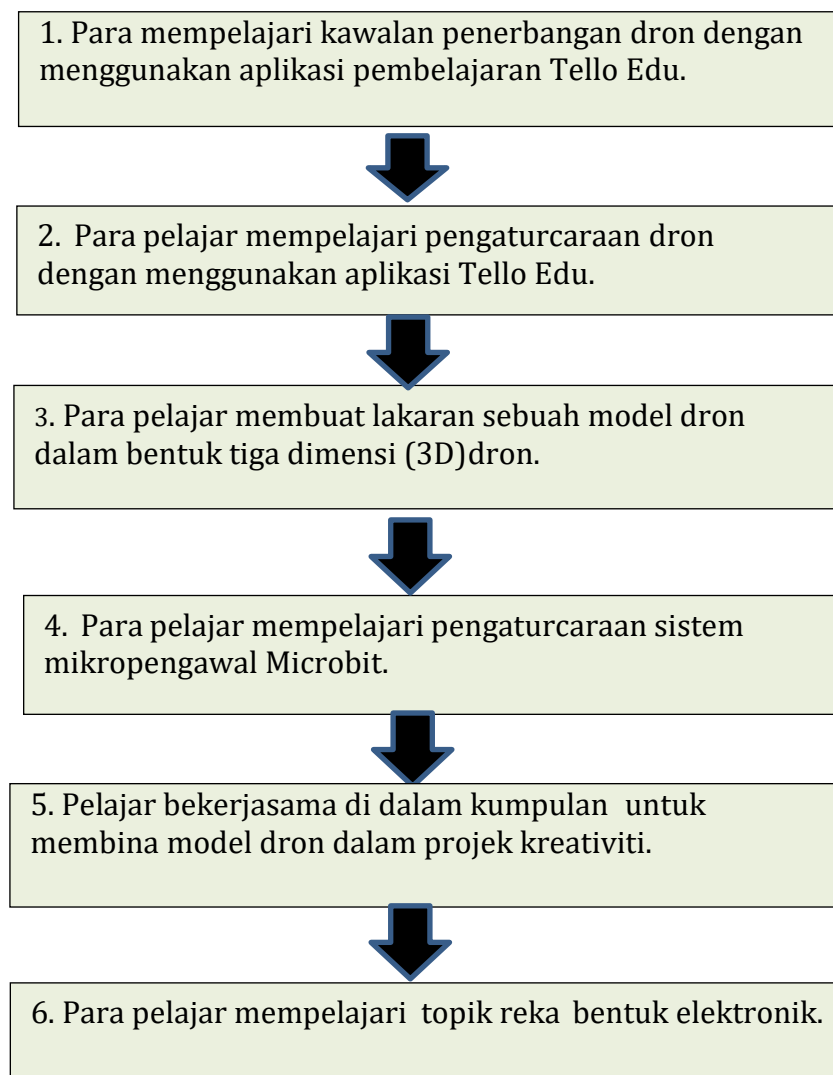 1. Para mempelajari kawalan penerbangan dron dengan
menggunakan aplikasi pembelajaran Tello Edu.
2. Para pelajar mempelajari pengaturcaraan dron
dengan menggunakan aplikasi Tello Edu.
3. Para pelajar membuat lakaran sebuah model dron
dalam bentuk tiga dimensi (3D)dron.
4. Para pelajar mempelajari pengaturcaraan sistem
mikropengawal Microbit.
5. Pelajar bekerjasama di dalam kumpulan untuk
membina model dron dalam projek kreativiti.
6. Para pelajar mempelajari topik reka bentuk elektronik.